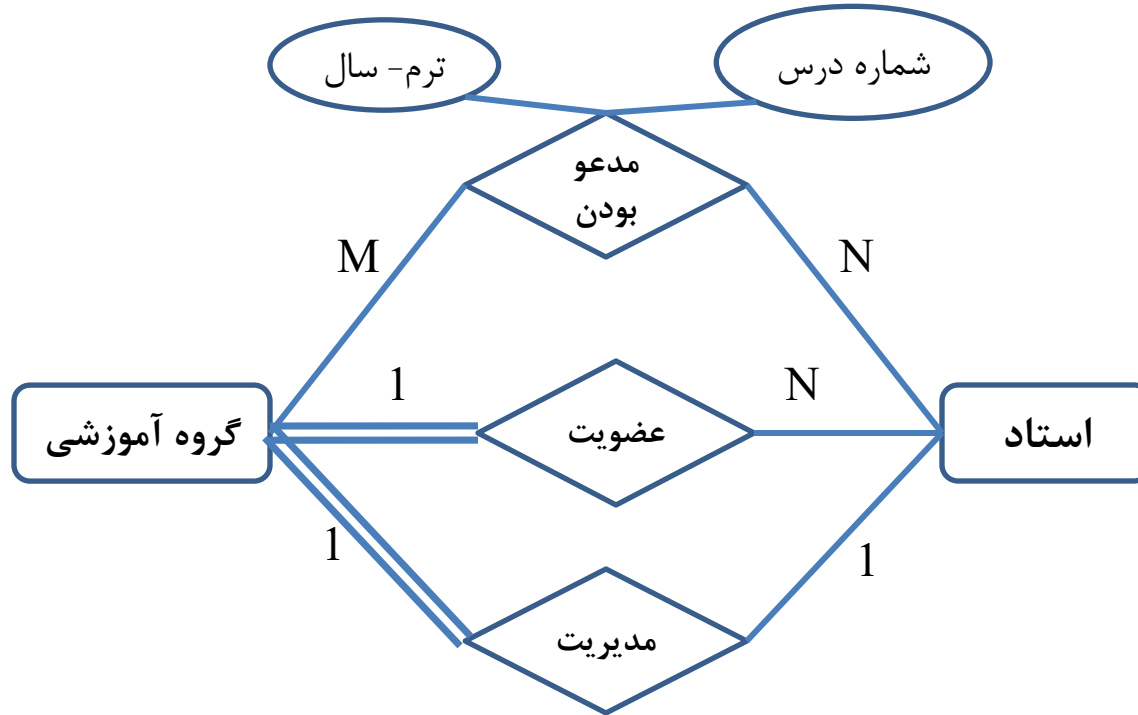 شماره درس
ترم- سال
مدعو
بودن
N
M
N
1
استاد
عضویت
گروه آموزشی
1
1
مدیریت